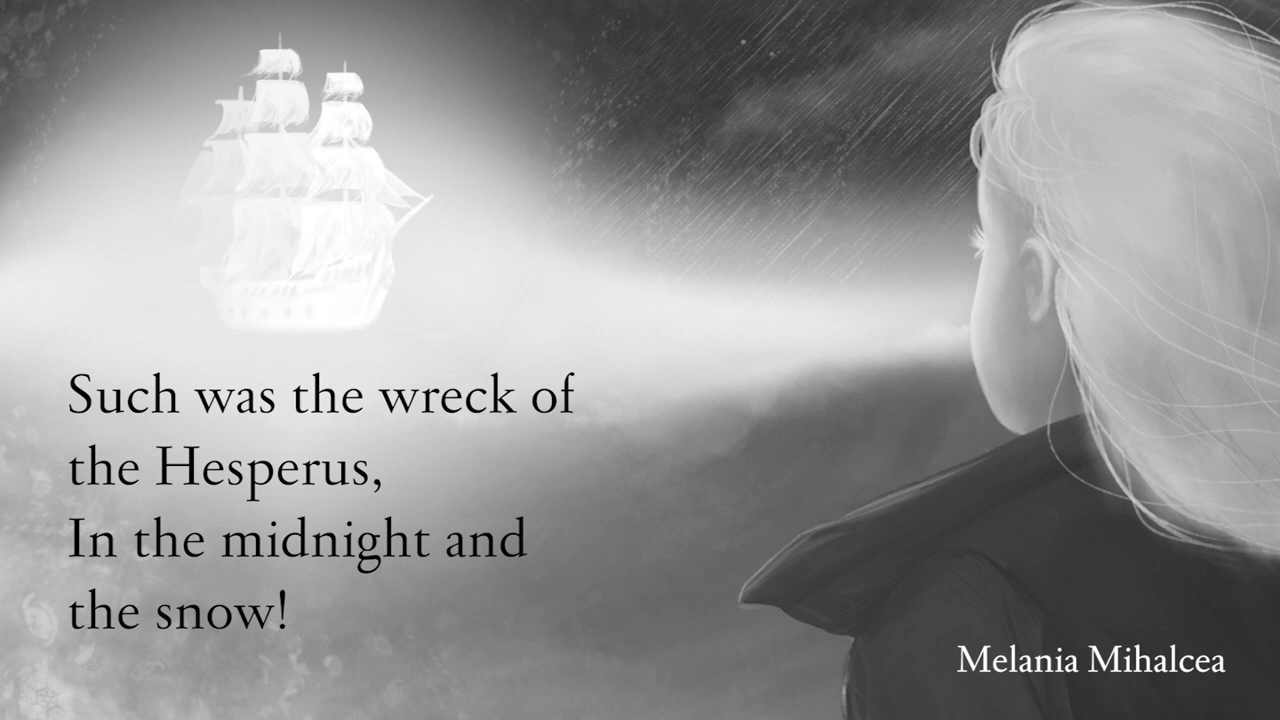 Such was the wreck of
the Hesperus,
In the midnight and
the snow!
Melania Mihalcea